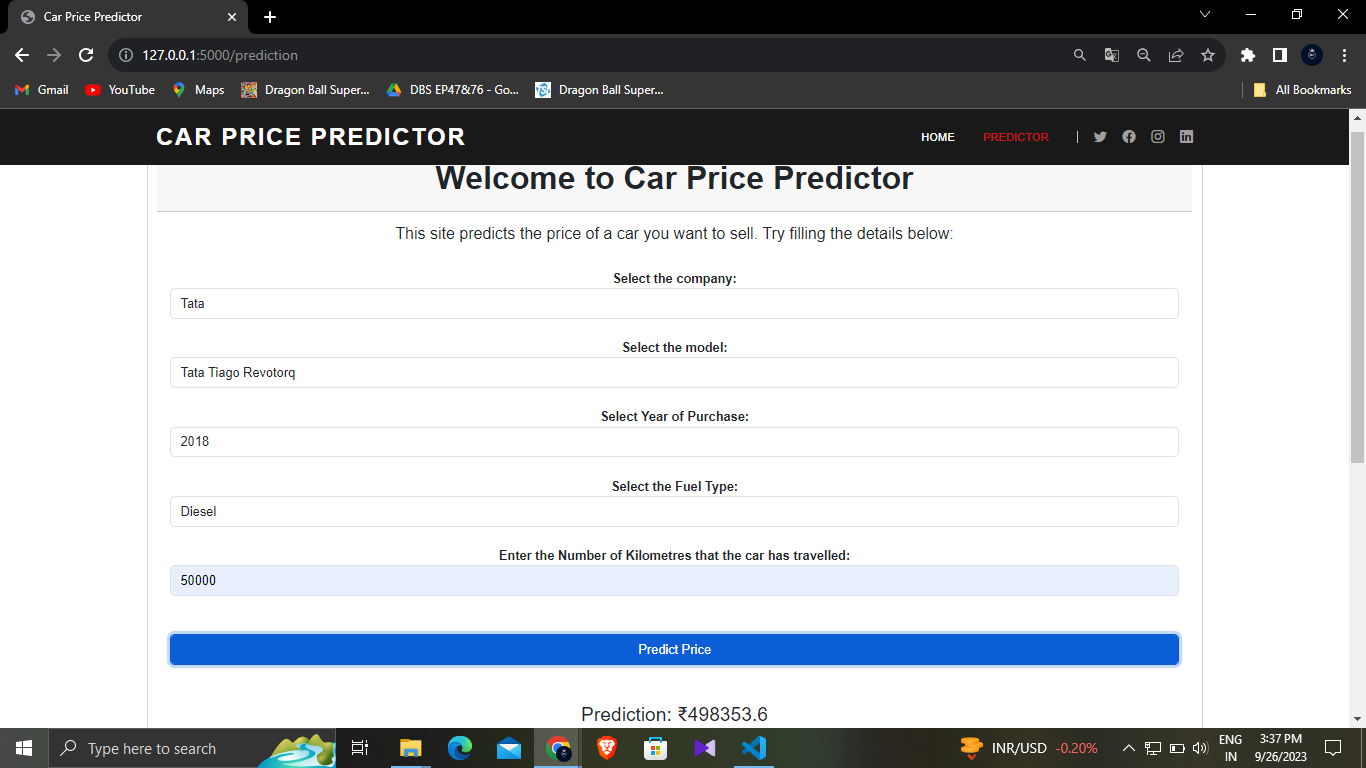 Car Price Predictor
127.0.0.1:5000/prediction
Gmail YouTube Maps Dragon Ball Super... DBS EP47&76 - Go... Dragon Ball Super... All Bookmarks
CAR PRICE PREDICTOR HOME PREDICTOR
Welcome to Car Price Predictor
This site predicts the price of a car you want to sell. Try filling the details below:
Select the company:
Tata
Select the model:
Tata Tiago Revotorq
Select Year of Purchase:
2018
Select the Fuel Type:
Diesel
Enter the Number of Kilometres that the car has travelled:
50000
Predict Price
Prediction: ₹498353.6
Type here to search INR/USD -0.20% ENG 3:37 PM
IN 9/26/2023